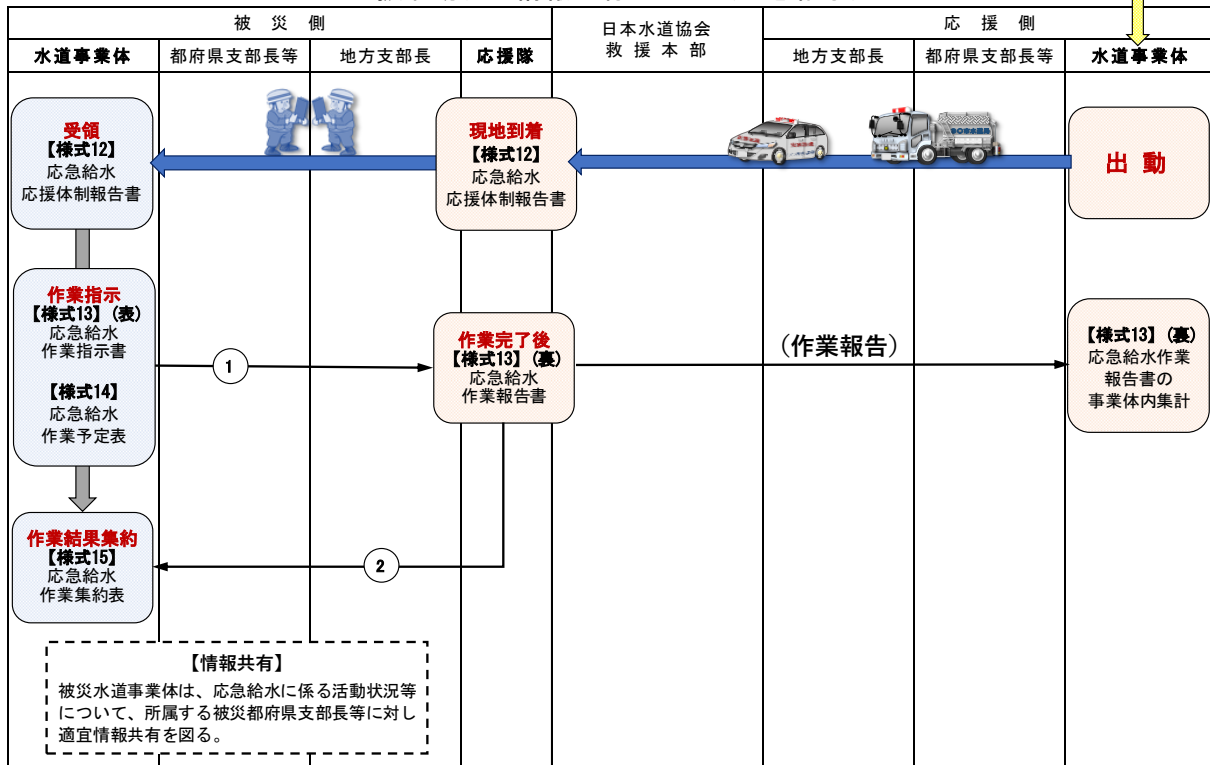 被 災 側
日本水道協会
救 援 本 部
応 援 側
水道事業体
都府県支部長等
地方支部長
応援隊
地方支部長
都府県支部長等
水道事業体
受領
【様式12】
応急給水
応援体制報告書
現地到着
【様式12】
応急給水
応援体制報告書
出 動
作業指示
【様式13】(表)
応急給水
作業指示書
【様式14】
応急給水
作業予定表
1
作業完了後
【様式13】(裏)
応急給水
作業報告書
(作業報告)
【様式13】(裏)
応急給水作業
報告書の
事業体内集計
作業結果集約
【様式15】
応急給水
作業集約表
2
【情報共有】
被災水道事業体は、応急給水に係る活動状況等
について、所属する被災都府県支部長等に対し
適宜情報共有を図る。